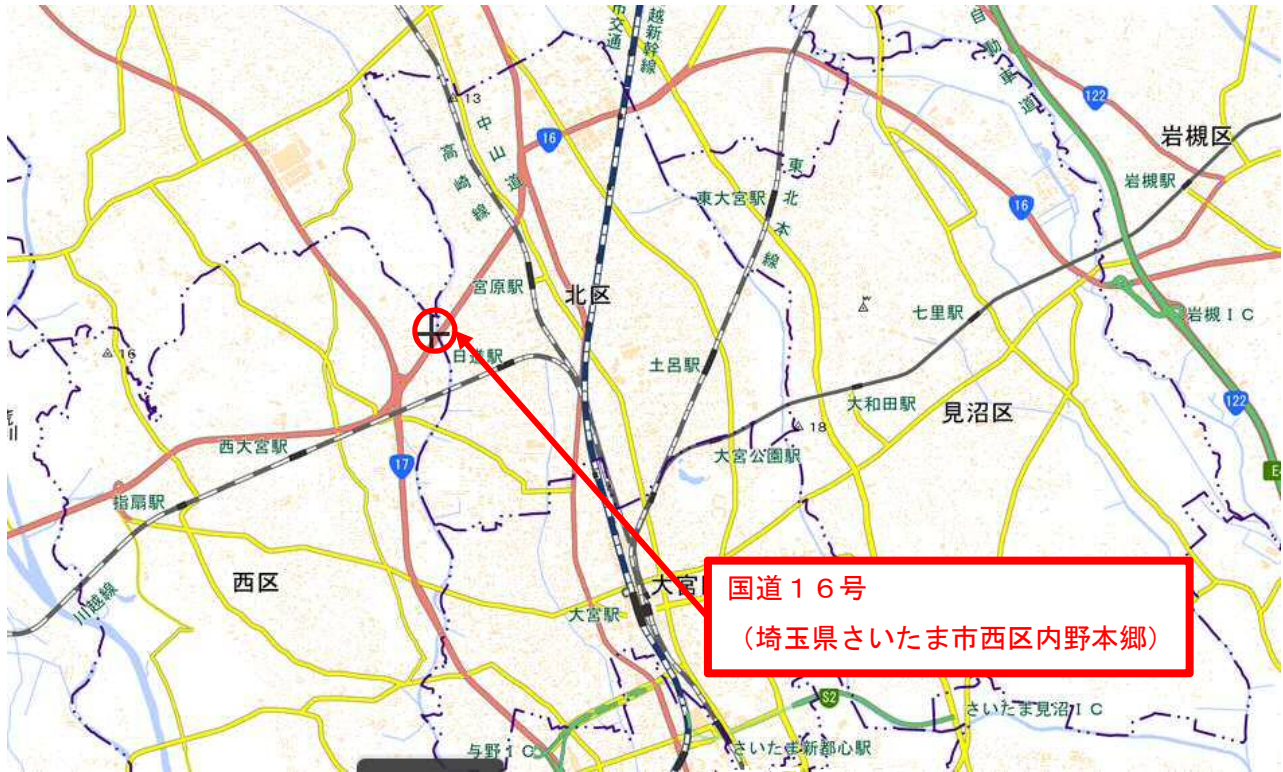 市交通
越新幹線
自動車道
122
13
中山道
16
高崎線
岩槻区
岩槻駅
東北本線
東大宮駅
16
宮原駅
北区
七里駅
岩槻IC
16
日進駅
土呂駅
大和田駅
見沼区
122
荒川
西大宮駅
18
大宮公園駅
17
指扇駅
西区
大宮
川越線
大宮駅
国道16号
(埼玉県さいたま市西区内野本郷)
S2
さいたま見沼IC
与野IC
さいたま新都心駅